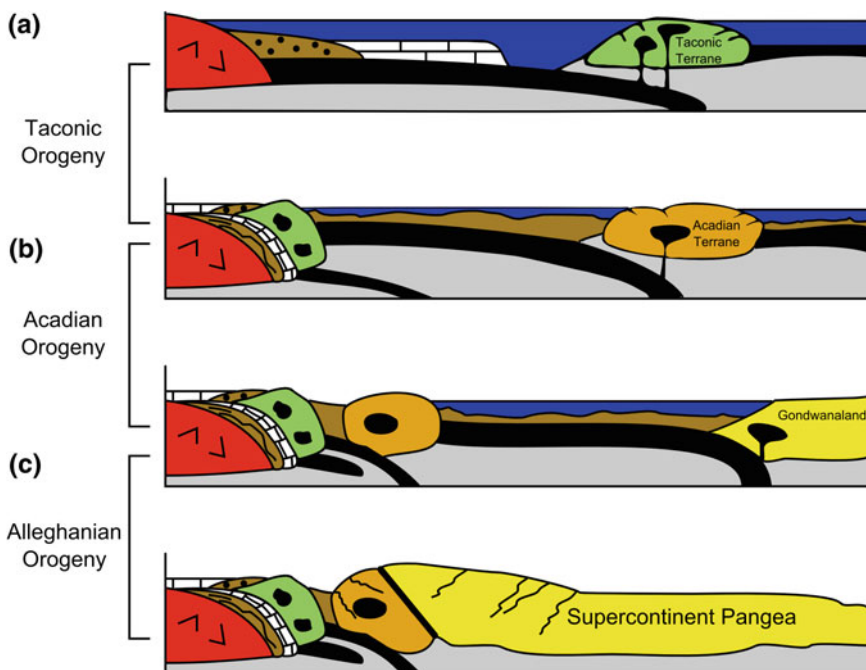 (a)
Taconic
Terrane
Taconic
Orogeny
Acadian
Terrane
(b)
Acadian
Orogeny
Gondwanaland
(c)
Alleghanian
Orogeny
Supercontinent Pangea